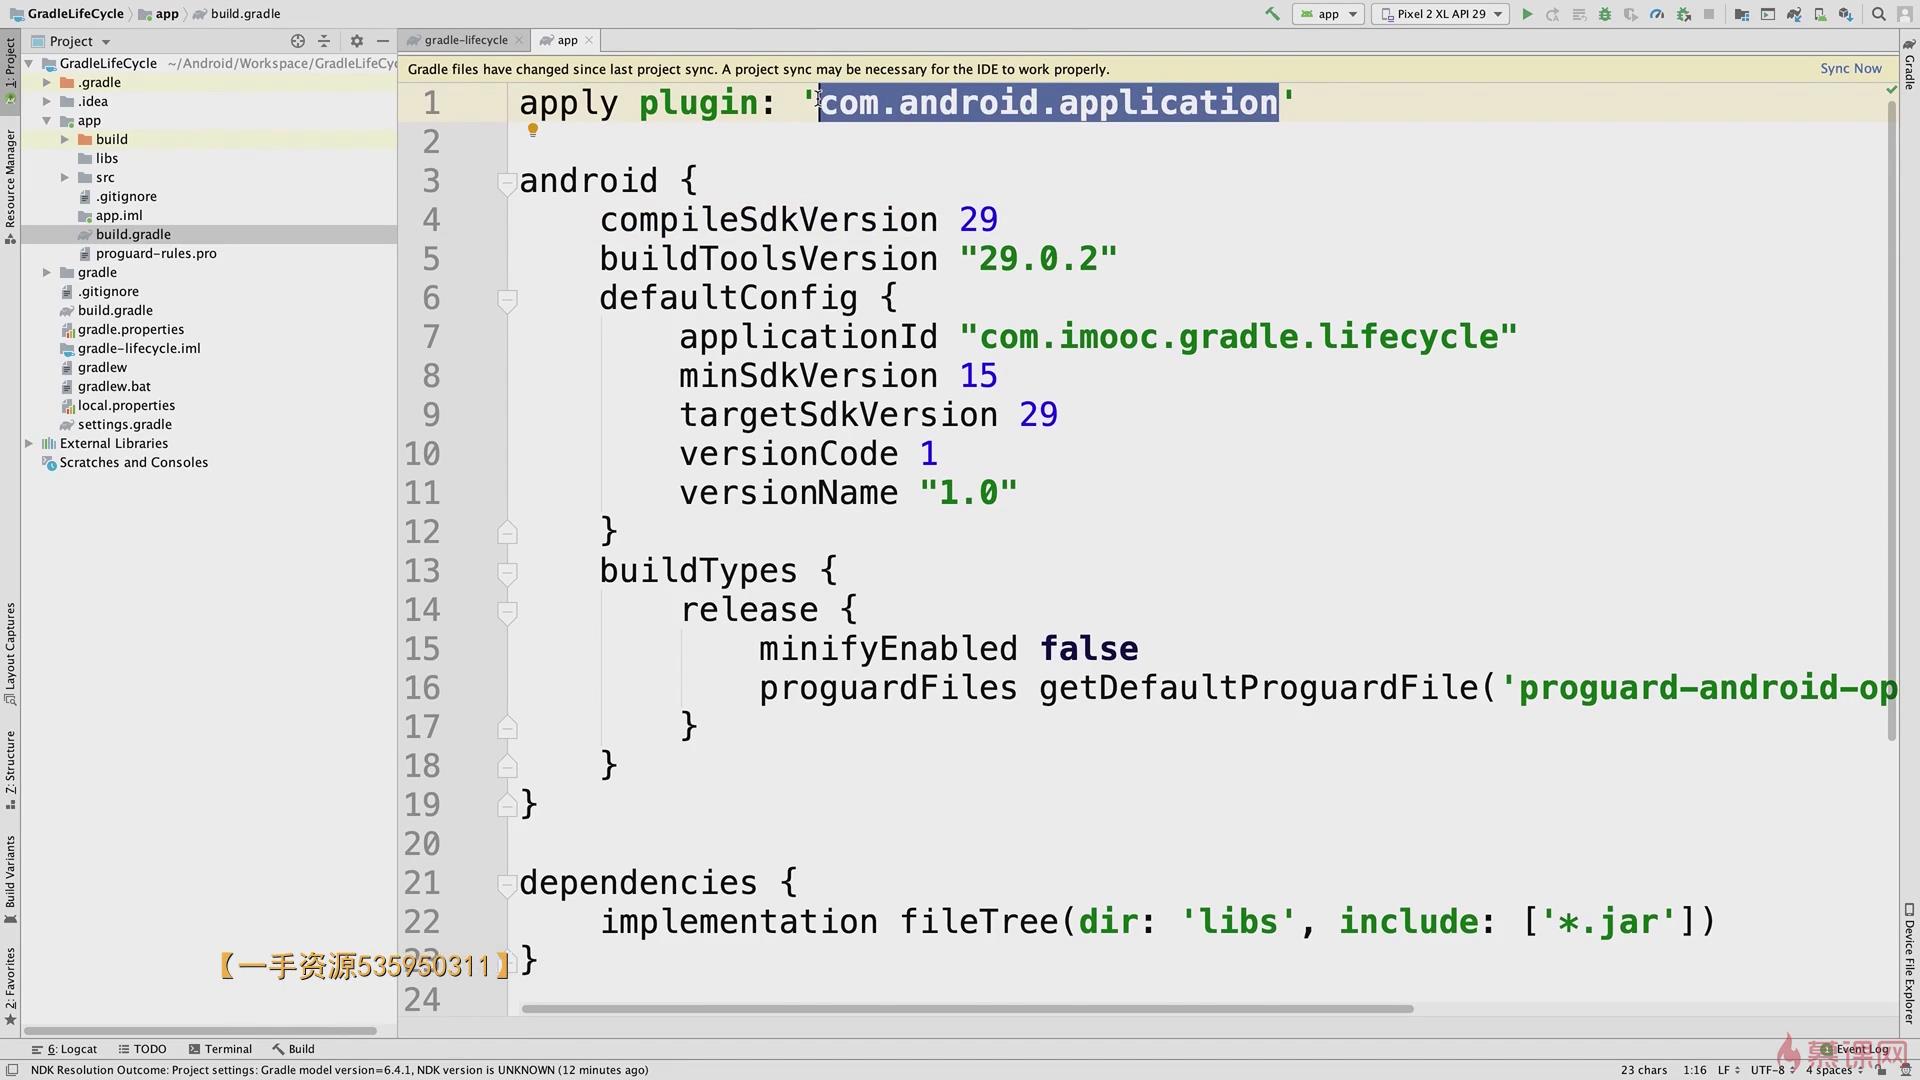 GradleLifeCycle app build.gradle
app Pixel 2 XL API 29
Project
gradle-lifecycle app
GradleLifeCycle ~/Android/Workspace/GradleLifeCy
.gradle
.idea
app
build
libs
src
.gitignore
app.iml
build.gradle
proguard-rules.pro
gradle
.gitignore
build.gradle
gradle.properties
gradle-lifecycle.iml
gradlew
gradlew.bat
local.properties
settings.gradle
External Libraries
Scratches and Consoles
1: Project
Resource Manager
Layout Captures
Z: Structure
Build Variants
2: Favorites
Gradle files have changed since last project sync. A project sync may be necessary for the IDE to work properly. Sync Now
1 apply plugin: 'com.android.application'
2
3 android {
4 compileSdkVersion 29
5 buildToolsVersion "29.0.2"
6 defaultConfig {
7 applicationId "com.imooc.gradle.lifecycle"
8 minSdkVersion 15
9 targetSdkVersion 29
10 versionCode 1
11 versionName "1.0"
12 }
13 buildTypes {
14 release {
15 minifyEnabled false
16 proguardFiles getDefaultProguardFile('proguard-android-op
17 }
18 }
19 }
20
21 dependencies {
22 implementation fileTree(dir: 'libs', include: ['*.jar'])
23 }
24
【一手资源535950311】
Gradle
Device File Explorer
6: Logcat TODO Terminal Build Event Log
慕课网
NDK Resolution Outcome: Project settings: Gradle model version=6.4.1, NDK version is UNKNOWN (12 minutes ago) 23 chars 1:16 LF UTF-8 4 spaces